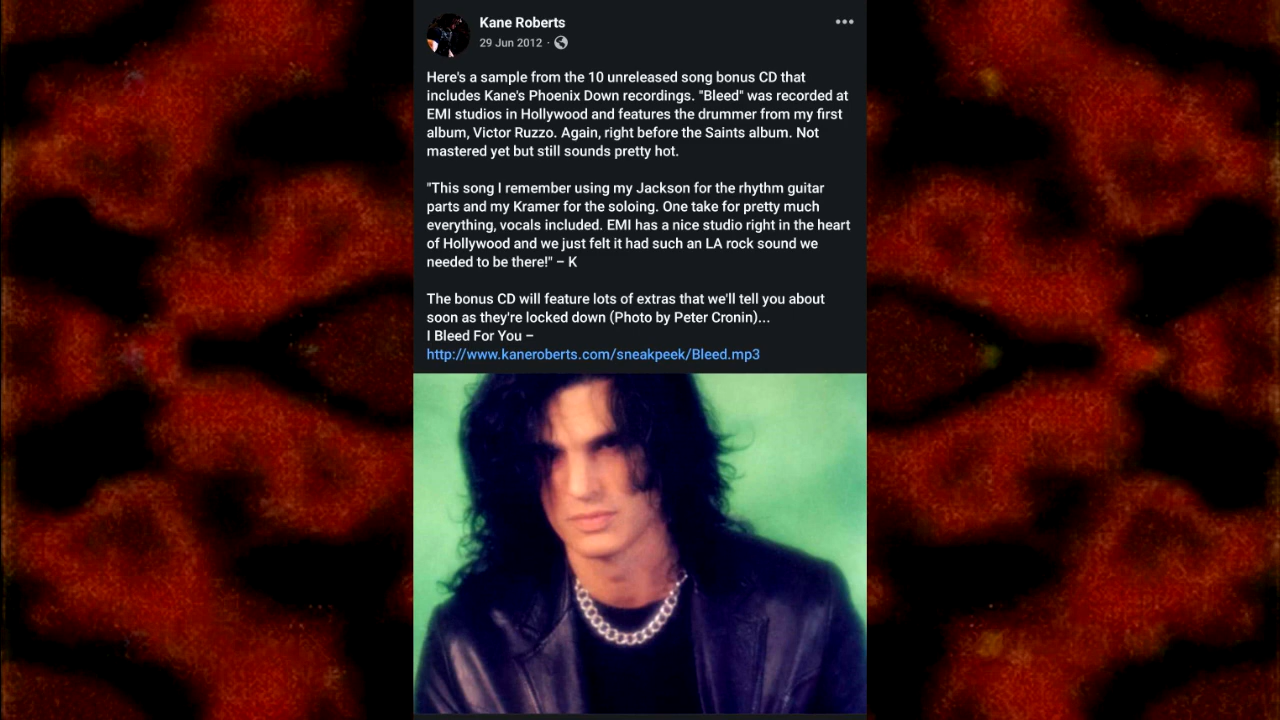 Kane Roberts
29 Jun 2012 ·
Here's a sample from the 10 unreleased song bonus CD that
includes Kane's Phoenix Down recordings. "Bleed" was recorded at
EMI studios in Hollywood and features the drummer from my first
album, Victor Ruzzo. Again, right before the Saints album. Not
mastered yet but still sounds pretty hot.
"This song I remember using my Jackson for the rhythm guitar
parts and my Kramer for the soloing. One take for pretty much
everything, vocals included. EMI has a nice studio right in the heart
of Hollywood and we just felt it had such an LA rock sound we
needed to be there!" – K
The bonus CD will feature lots of extras that we'll tell you about
soon as they're locked down (Photo by Peter Cronin)...
I Bleed For You –
http://www.kaneroberts.com/sneakpeek/Bleed.mp3